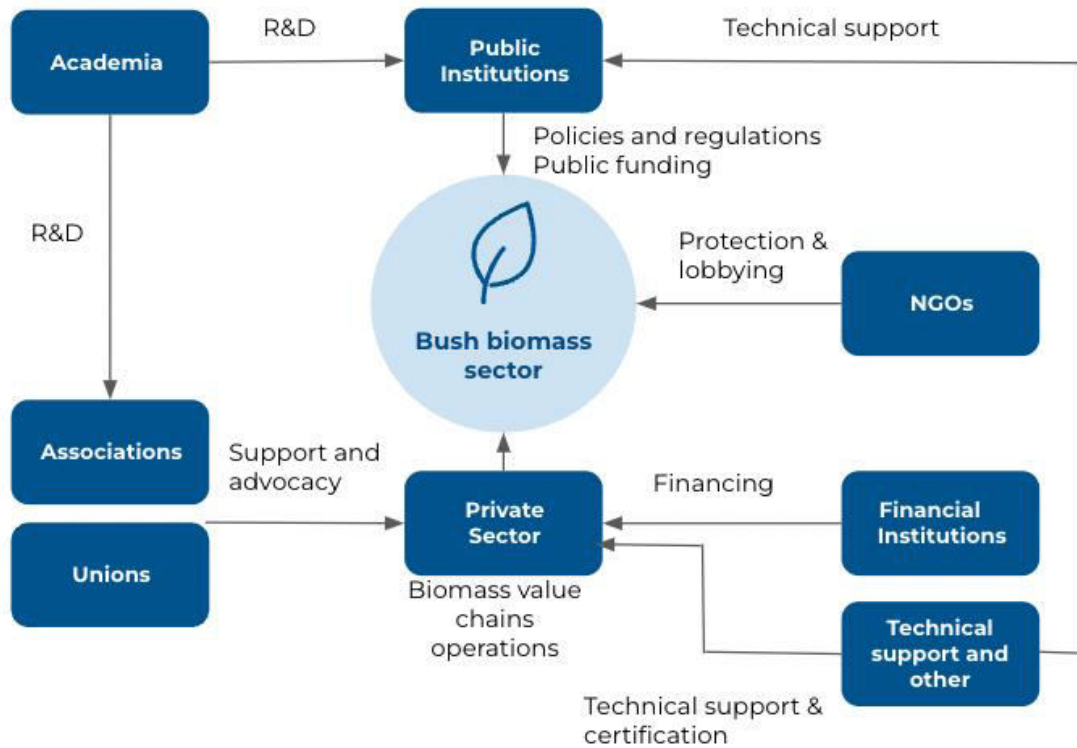 R&D
Technical support
Academia
Public
Institutions
Policies and regulations
Public funding
R&D
Protection &
lobbying
NGOs
Bush biomass
sector
Associations
Support and
advocacy
Private
Sector
Financing
Financial
Institutions
Unions
Biomass value
chains
operations
Technical
support and
other
Technical support &
certification